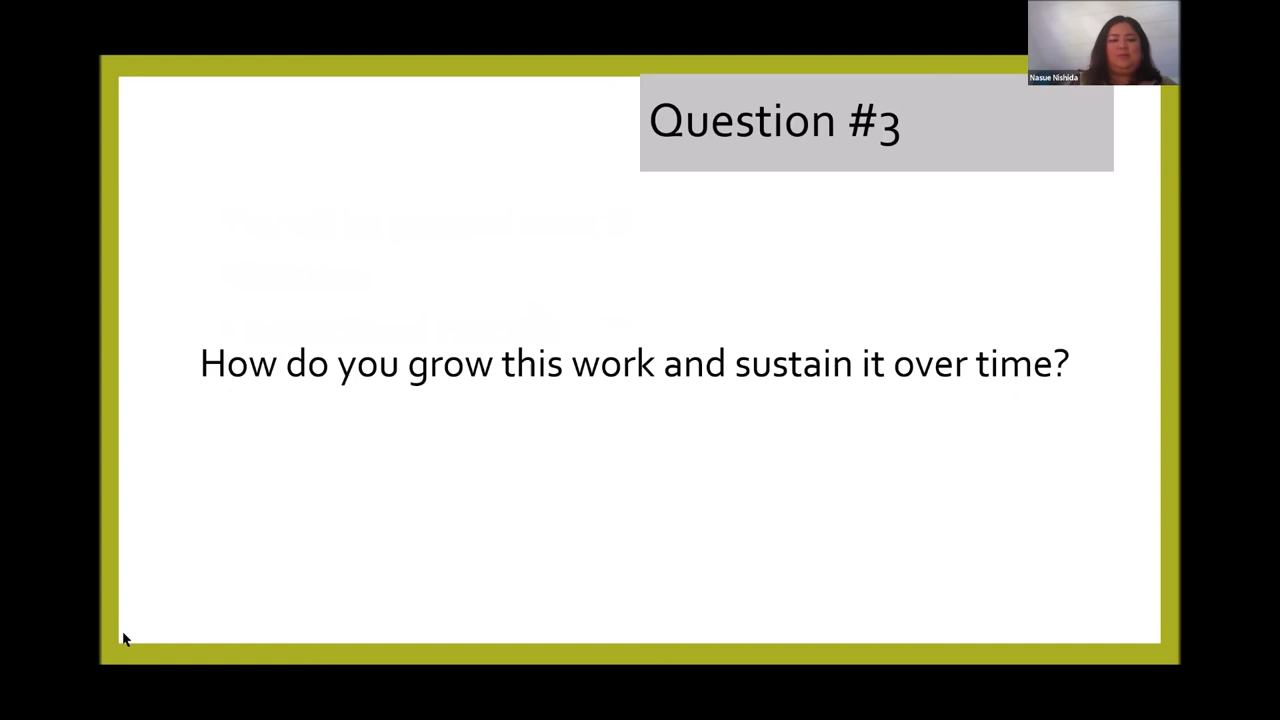 Nasue Nishida
Question #3
How do you grow this work and sustain it over time?